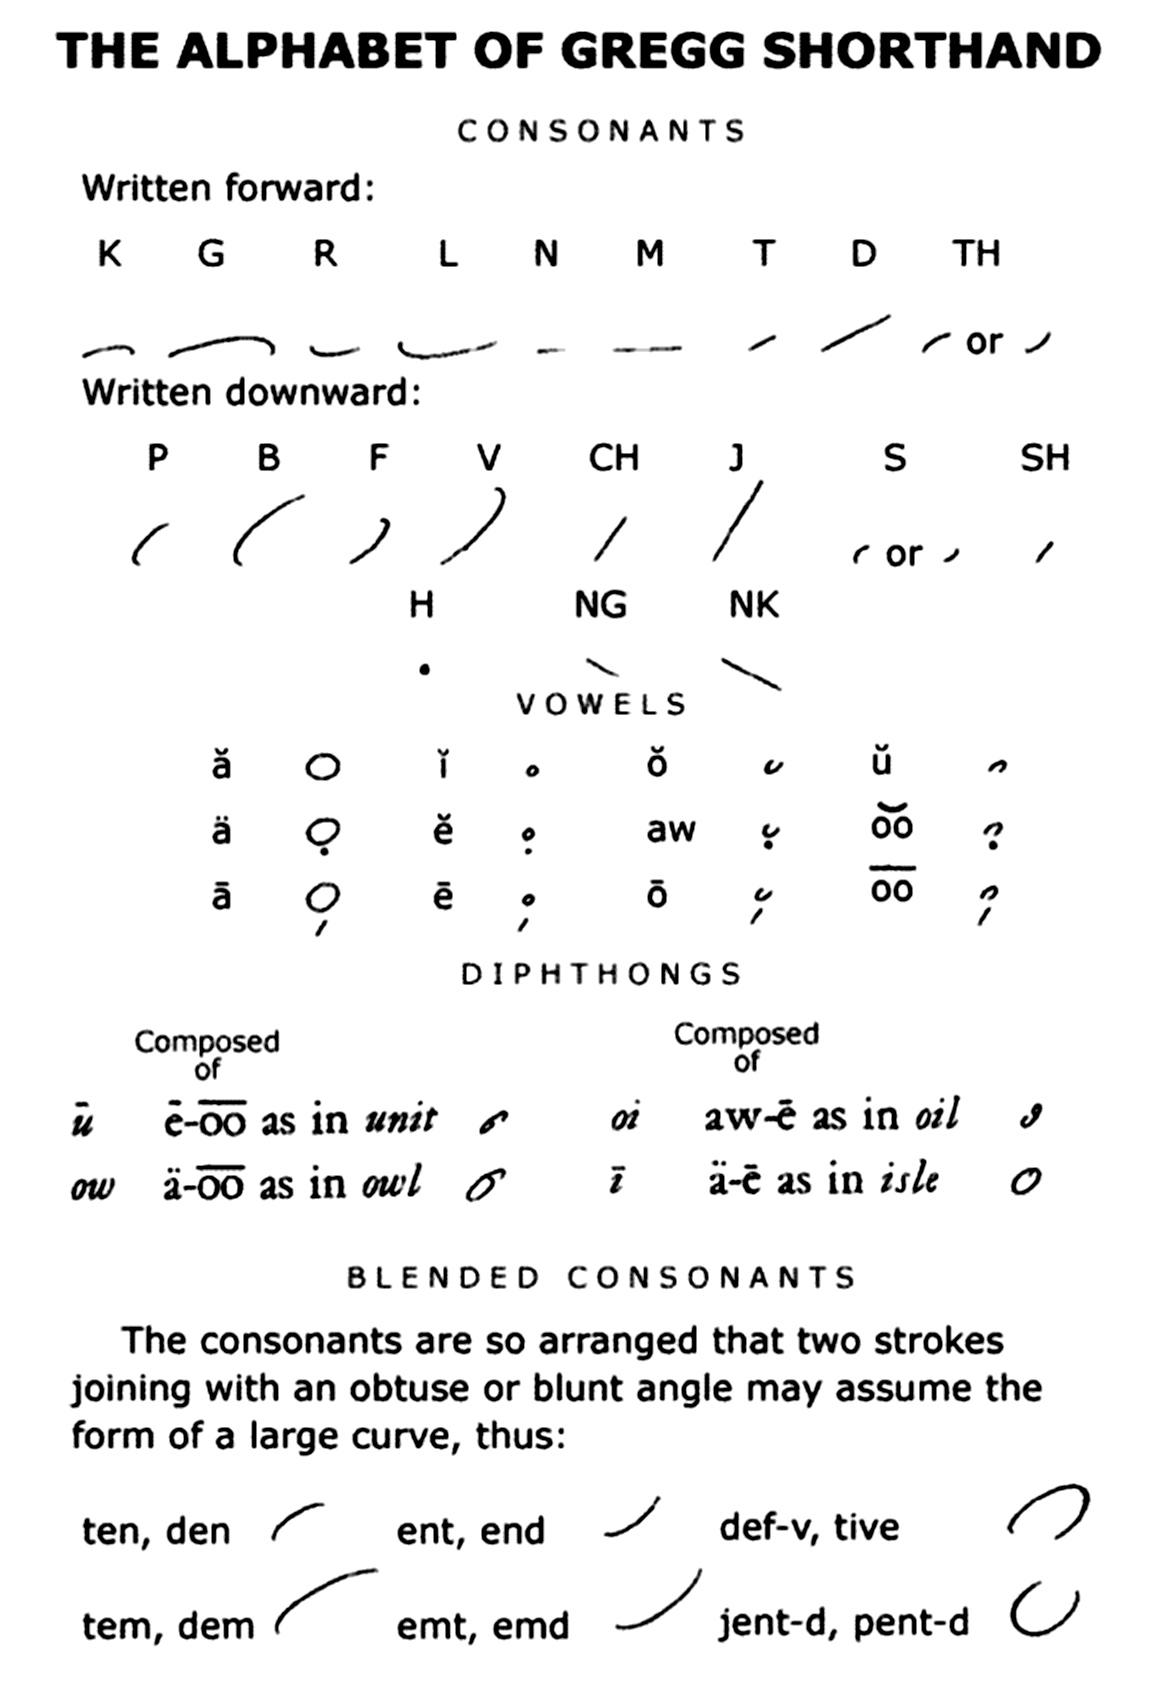 THE ALPHABET OF GREGG SHORTHAND
CONSONANTS
Written forward:
K G R L N M T D TH
or
Written downward:
P B F V CH J S SH
or
H NG NK
VOWELS
ă ĭ ŏ ŭ
ä ĕ aw o͝o
ā ē ō o͞o
DIPHTHONGS
Composed of Composed of
ū ē-o͞o as in unit oi aw-ē as in oil
ow ä-o͞o as in owl ī ä-ē as in isle
BLENDED CONSONANTS
The consonants are so arranged that two strokes
joining with an obtuse or blunt angle may assume the
form of a large curve, thus:
ten, den ent, end def-v, tive
tem, dem emt, emd jent-d, pent-d